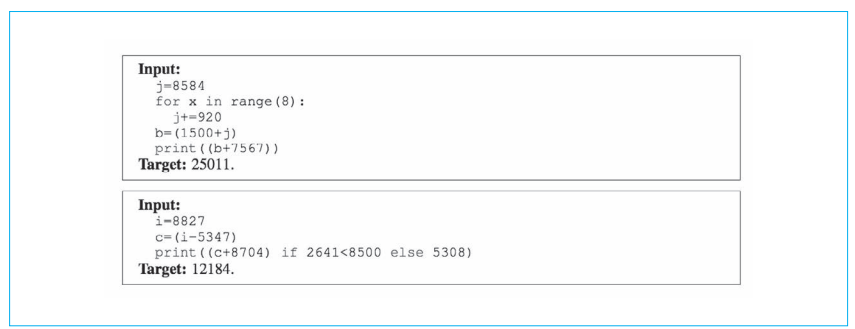 Input:
j=8584
for x in range(8):
j+=920
b=(1500+j)
print((b+7567))
Target: 25011.
Input:
i=8827
c=(i-5347)
print((c+8704) if 2641<8500 else 5308)
Target: 12184.